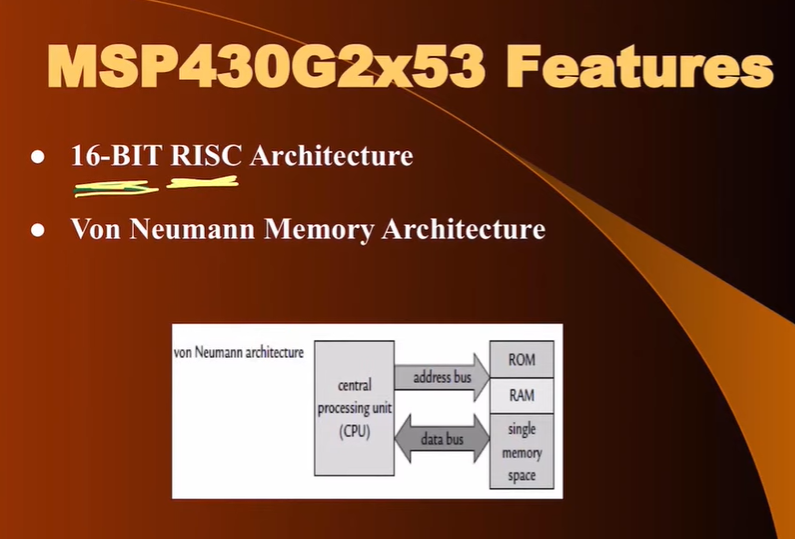 MSP430G2x53 Features
● 16-BIT RISC Architecture
● Von Neumann Memory Architecture
von Neumann architecture
central
processing unit
(CPU)
address bus
data bus
ROM
RAM
single
memory
space